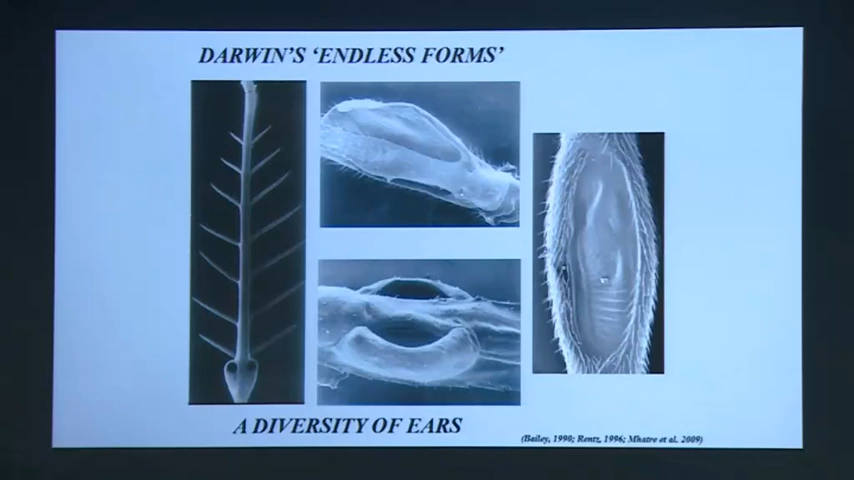 DARWIN'S 'ENDLESS FORMS'
A DIVERSITY OF EARS
(Bailey, 1990; Rentz, 1996; Mhatre et al. 2009)